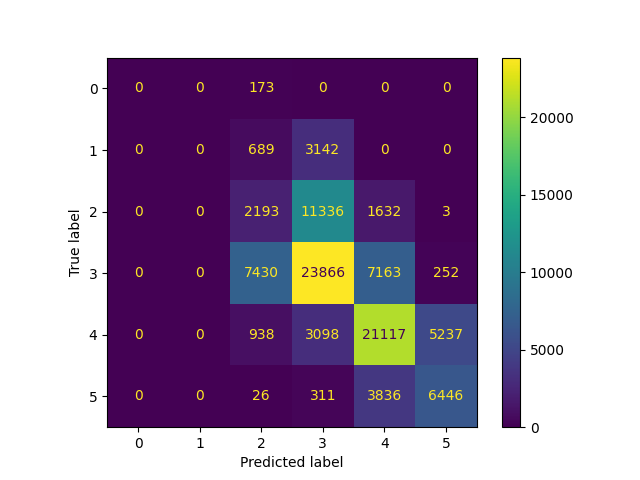 0 0 0 173 0 0 0
1 0 0 689 3142 0 0
2 0 0 2193 11336 1632 3
3 0 0 7430 23866 7163 252
4 0 0 938 3098 21117 5237
5 0 0 26 311 3836 6446
0 1 2 3 4 5
Predicted label
True label
20000
15000
10000
5000
0